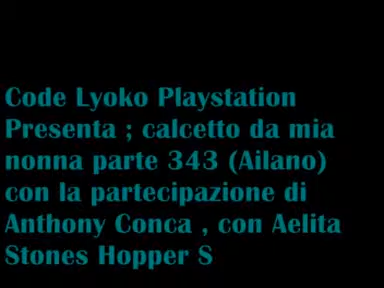 Code Lyoko Playstation
Presenta ; calcetto da mia
nonna parte 343 (Ailano)
con la partecipazione di
Anthony Conca , con Aelita
Stones Hopper S